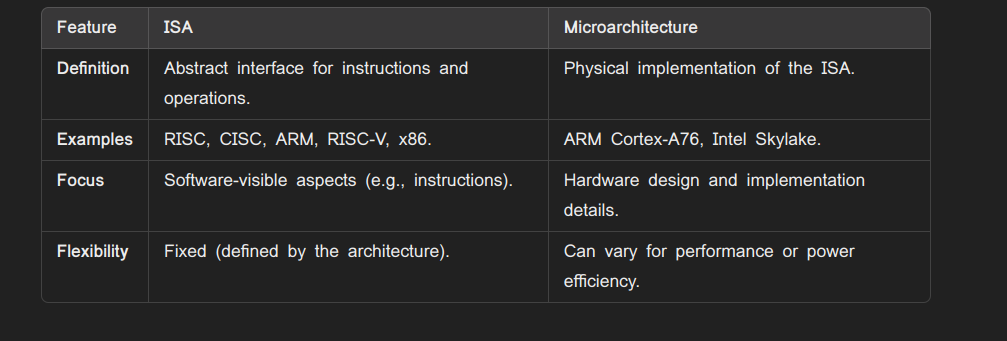 Feature ISA Microarchitecture
Definition Abstract interface for instructions and Physical implementation of the ISA.
operations.
Examples RISC, CISC, ARM, RISC-V, x86. ARM Cortex-A76, Intel Skylake.
Focus Software-visible aspects (e.g., instructions). Hardware design and implementation
details.
Flexibility Fixed (defined by the architecture). Can vary for performance or power
efficiency.